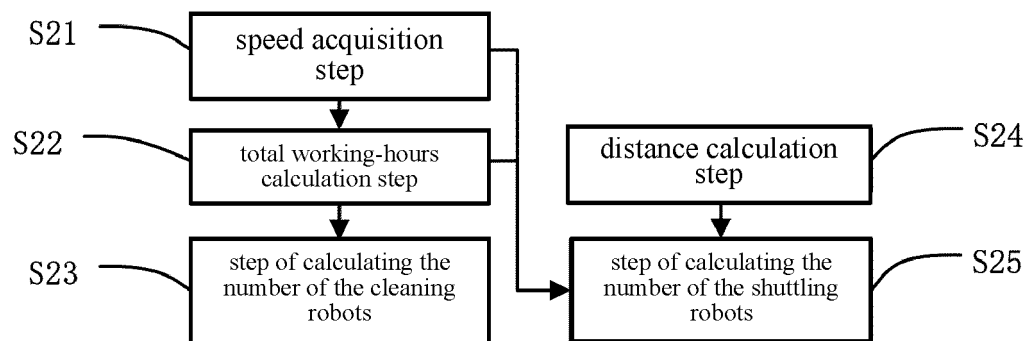 S21
speed acquisition
step
S22
total working-hours
calculation step
distance calculation
step
S24
S23
step of calculating the
number of the cleaning
robots
step of calculating the
number of the shuttling
robots
S25